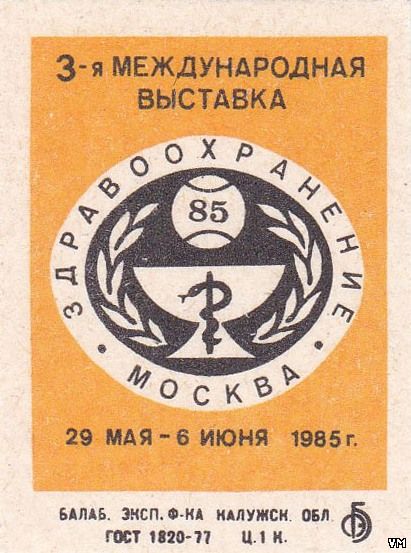 3-я МЕЖДУНАРОДНАЯ
ВЫСТАВКА
ЗДРАВООХРАНЕНИЕ
85
• МОСКВА •
29 МАЯ - 6 ИЮНЯ 1985 г.
БАЛАБ. ЭКСП. Ф-КА КАЛУЖСК. ОБЛ.
ГОСТ 1820-77 Ц. 1 К.
VM